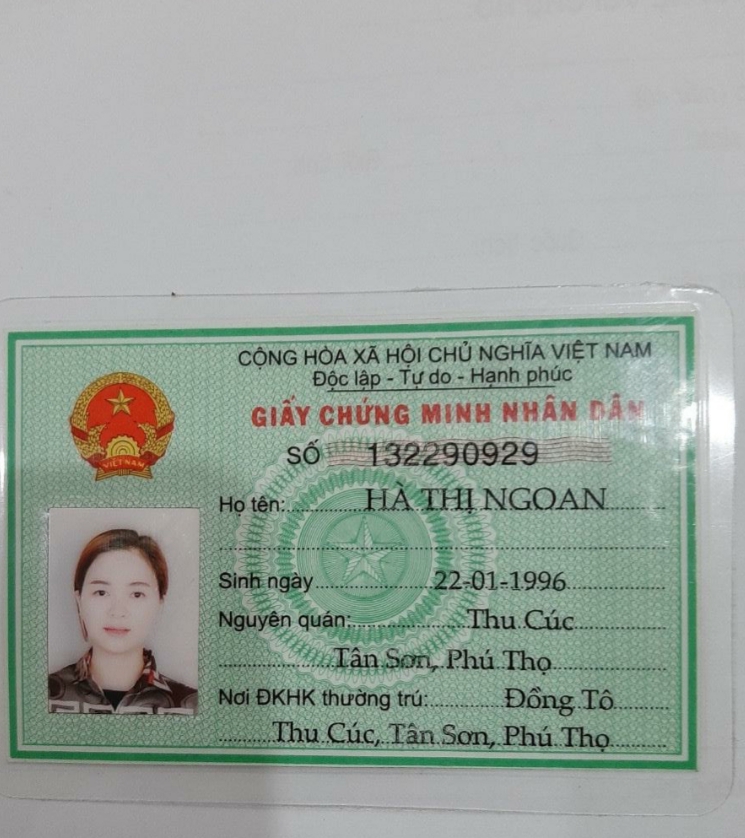 CỘNG HÒA XÃ HỘI CHỦ NGHĨA VIỆT NAM
Độc lập - Tự do - Hạnh phúc
GIẤY CHỨNG MINH NHÂN DÂN
SỐ 132290929
Họ tên: HÀ THỊ NGOAN
Sinh ngày 22-01-1996
Nguyên quán: Thu Cúc
Tân Sơn, Phú Thọ
Nơi ĐKHK thường trú: Đồng Tô
Thu Cúc, Tân Sơn, Phú Thọ
VIỆT NAM